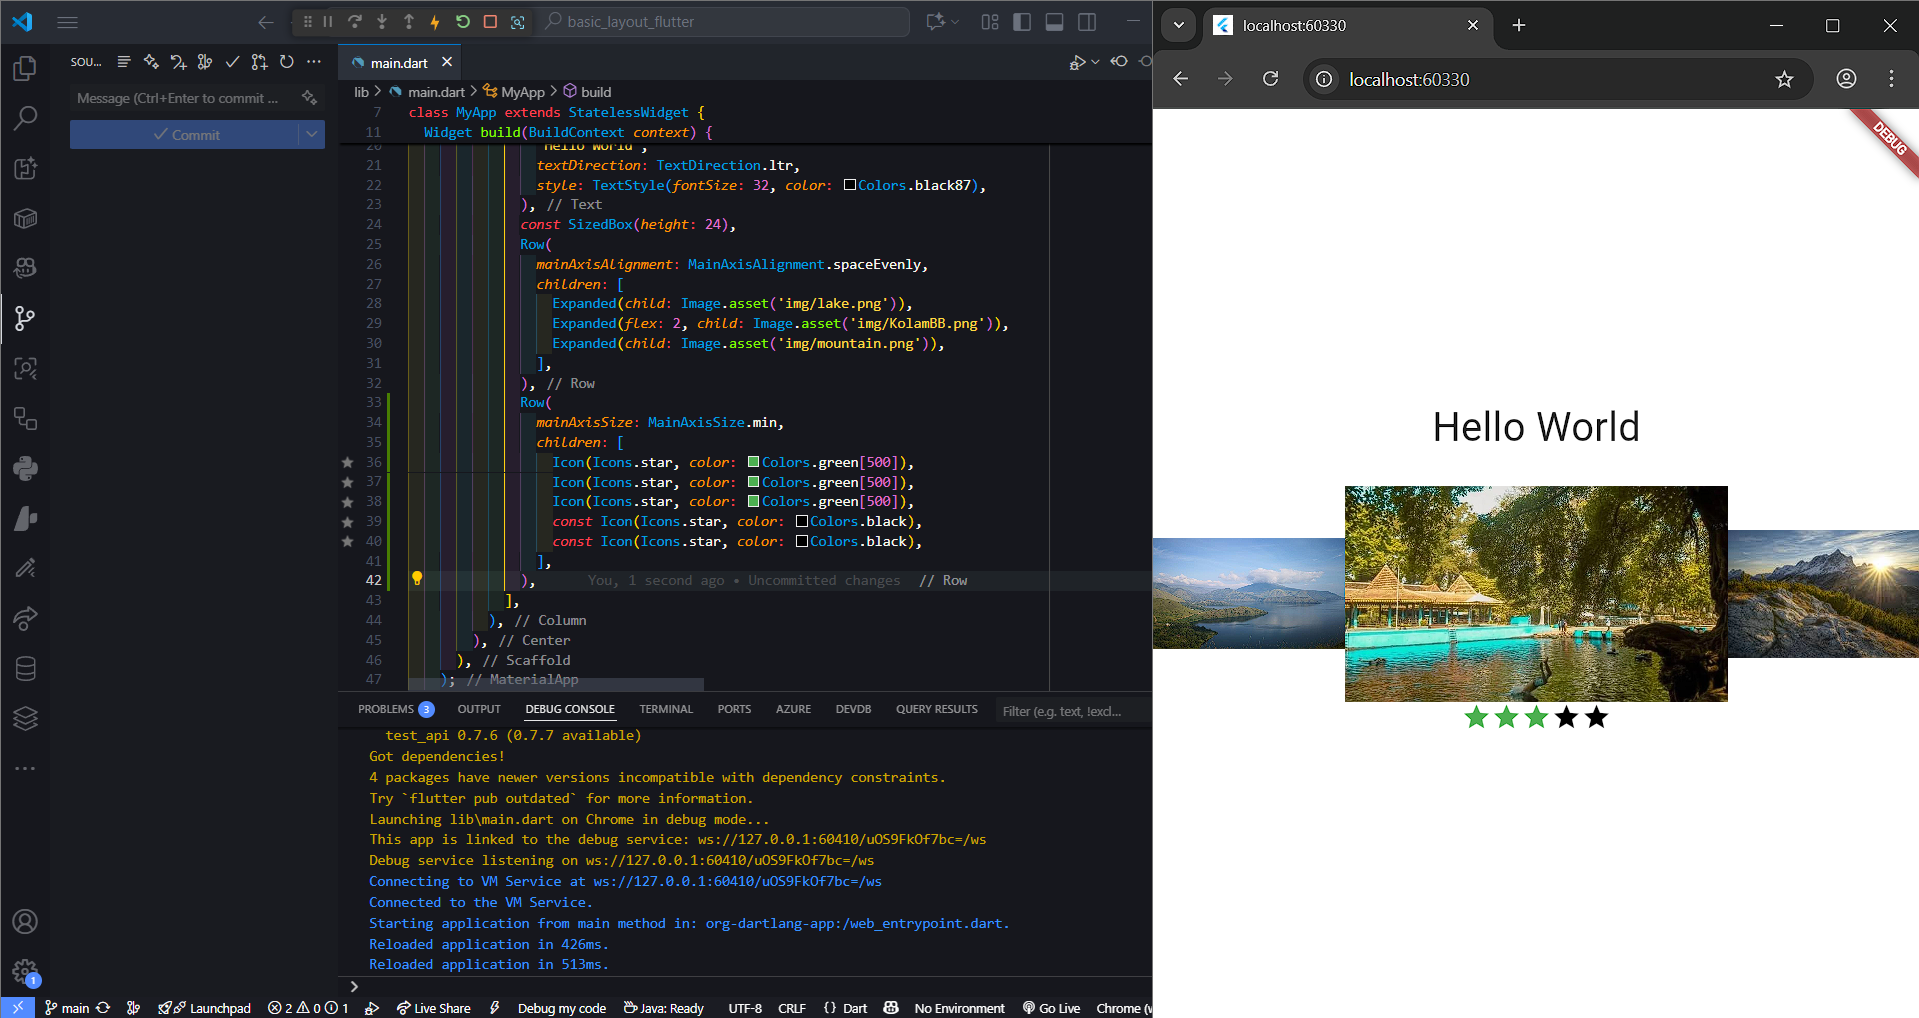 basic_layout_flutter
SOU...
Message (Ctrl+Enter to commit ...
Commit
main.dart
lib > main.dart > MyApp > build
7 class MyApp extends StatelessWidget {
11 Widget build(BuildContext context) {
20 'Hello World',
21 textDirection: TextDirection.ltr,
22 style: TextStyle(fontSize: 32, color: Colors.black87),
23 ), // Text
24 const SizedBox(height: 24),
25 Row(
26 mainAxisAlignment: MainAxisAlignment.spaceEvenly,
27 children: [
28 Expanded(child: Image.asset('img/lake.png')),
29 Expanded(flex: 2, child: Image.asset('img/KolamBB.png')),
30 Expanded(child: Image.asset('img/mountain.png')),
31 ],
32 ), // Row
33 Row(
34 mainAxisSize: MainAxisSize.min,
35 children: [
36 Icon(Icons.star, color: Colors.green[500]),
37 Icon(Icons.star, color: Colors.green[500]),
38 Icon(Icons.star, color: Colors.green[500]),
39 const Icon(Icons.star, color: Colors.black),
40 const Icon(Icons.star, color: Colors.black),
41 ],
42 ), You, 1 second ago • Uncommitted changes // Row
43 ],
44 ), // Column
45 ), // Center
46 ), // Scaffold
47 ); // MaterialApp
PROBLEMS 3 OUTPUT DEBUG CONSOLE TERMINAL PORTS AZURE DEVDB QUERY RESULTS Filter (e.g. text, !excl...
test_api 0.7.6 (0.7.7 available)
Got dependencies!
4 packages have newer versions incompatible with dependency constraints.
Try `flutter pub outdated` for more information.
Launching lib\main.dart on Chrome in debug mode...
This app is linked to the debug service: ws://127.0.0.1:60410/uOS9FkOf7bc=/ws
Debug service listening on ws://127.0.0.1:60410/uOS9FkOf7bc=/ws
Connecting to VM Service at ws://127.0.0.1:60410/uOS9FkOf7bc=/ws
Connected to the VM Service.
Starting application from main method in: org-dartlang-app:/web_entrypoint.dart.
Reloaded application in 426ms.
Reloaded application in 513ms.
1
main Launchpad 2 0 1 Live Share Debug my code Java: Ready UTF-8 CRLF {} Dart No Environment Go Live Chrome (w
localhost:60330
localhost:60330
DEBUG
Hello World